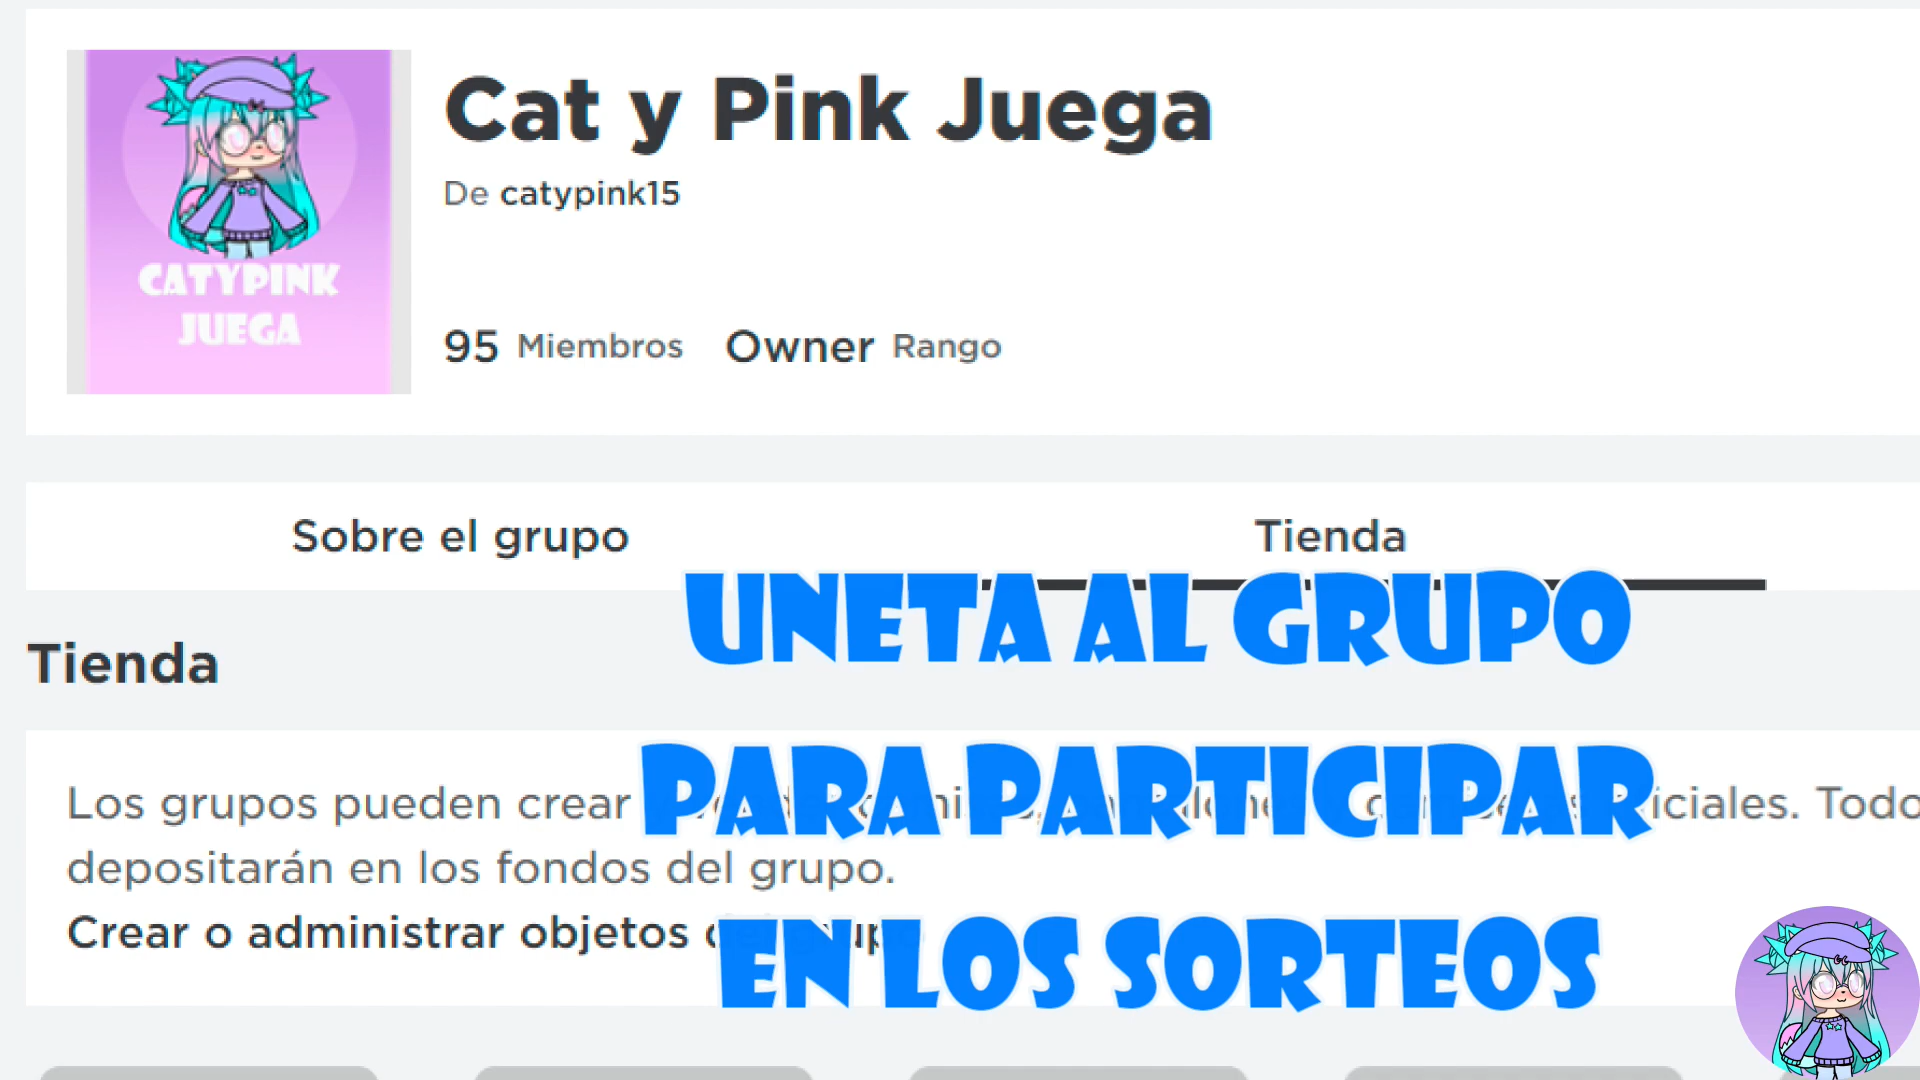 Cat y Pink Juega
De catypink15
CATYPINK
JUEGA
95 Miembros Owner Rango
Sobre el grupo Tienda
UNETA AL GRUPO
Tienda
PARA PARTICIPAR
Los grupos pueden crear iciales. Todo
depositarán en los fondos del grupo.
Crear o administrar objetos
EN LOS SORTEOS